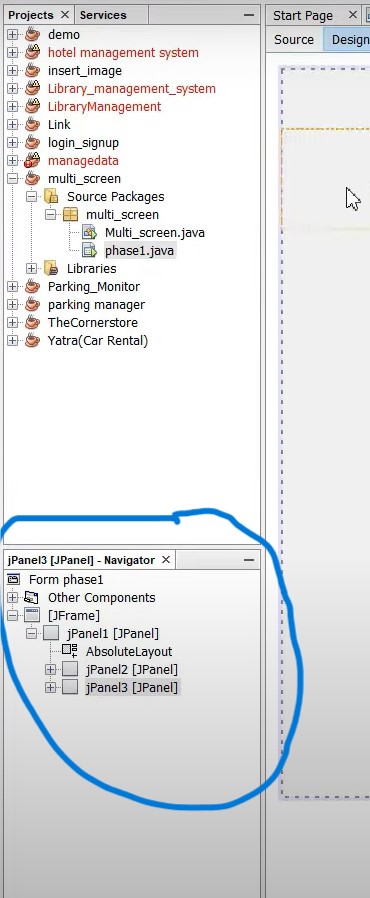 Projects
Services
demo
hotel management system
insert_image
Library_management_system
LibraryManagement
Link
login_signup
managedata
multi_screen
Source Packages
multi_screen
Multi_screen.java
phase1.java
Libraries
Parking_Monitor
parking manager
TheCornerstore
Yatra(Car Rental)
jPanel3 [JPanel] - Navigator
Form phase1
Other Components
[JFrame]
jPanel1 [JPanel]
AbsoluteLayout
jPanel2 [JPanel]
jPanel3 [JPanel]
Start Page
Source
Design